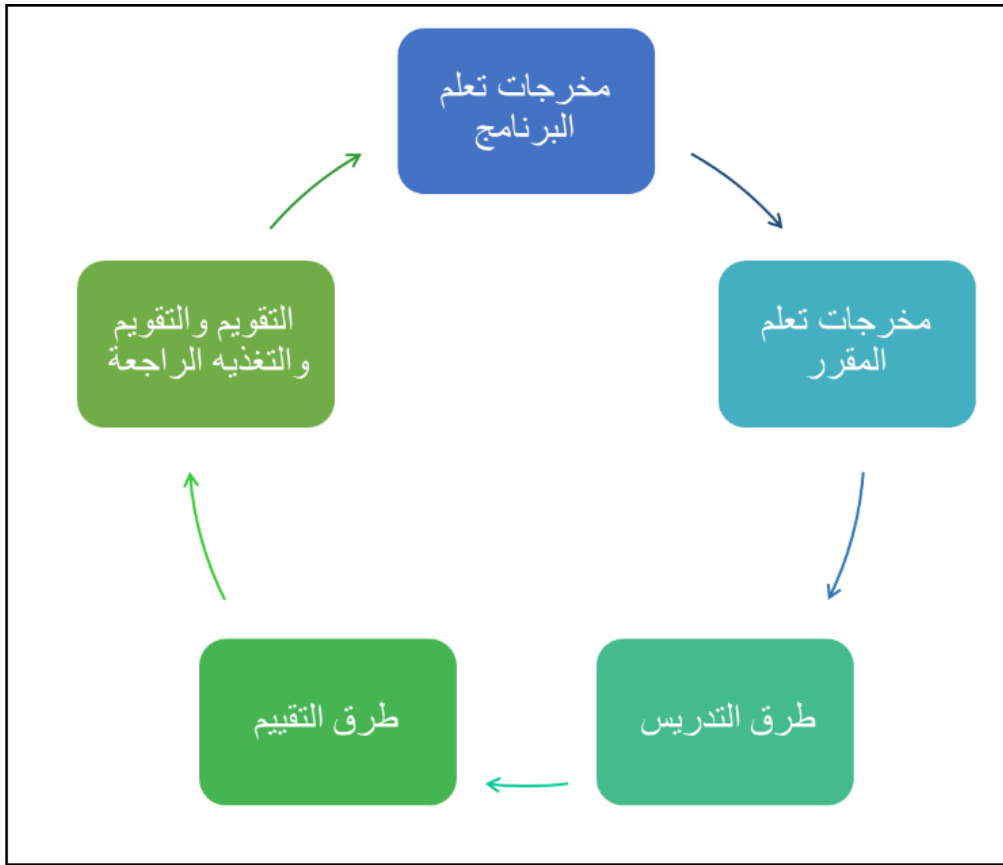 مخرجات تعلم
البرنامج
مخرجات تعلم
المقرر
طرق التدريس
طرق التقييم
التقويم والتقويم
والتغذيه الراجعة